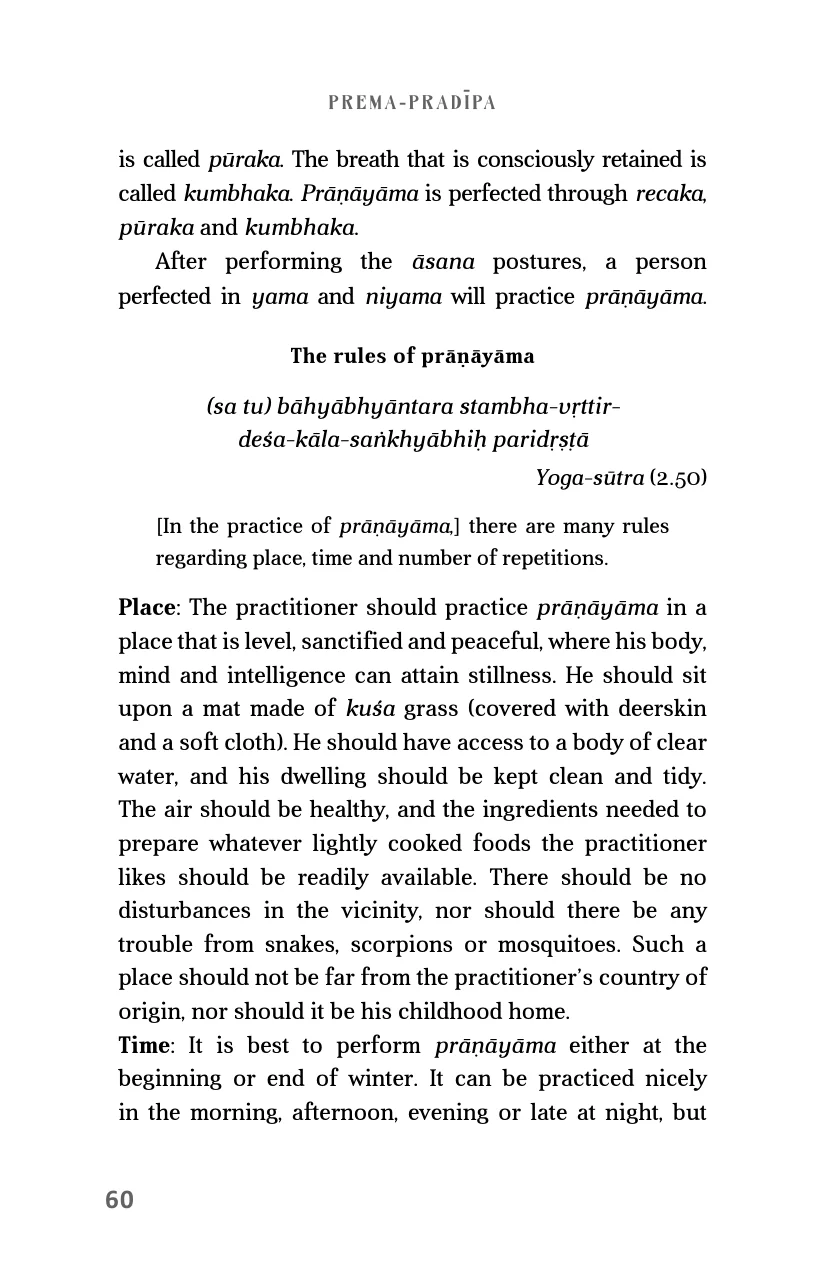 PREMA-PRADĪPA
is called pūraka. The breath that is consciously retained is
called kumbhaka. Prāṇāyāma is perfected through recaka,
pūraka and kumbhaka.
After performing the āsana postures, a person
perfected in yama and niyama will practice prāṇāyāma.
The rules of prāṇāyāma
(sa tu) bāhyābhyāntara stambha-vṛttir-
deśa-kāla-saṅkhyābhiḥ paridṛṣṭā
Yoga-sūtra (2.50)
[In the practice of prāṇāyāma,] there are many rules
regarding place, time and number of repetitions.
Place: The practitioner should practice prāṇāyāma in a
place that is level, sanctified and peaceful, where his body,
mind and intelligence can attain stillness. He should sit
upon a mat made of kuśa grass (covered with deerskin
and a soft cloth). He should have access to a body of clear
water, and his dwelling should be kept clean and tidy.
The air should be healthy, and the ingredients needed to
prepare whatever lightly cooked foods the practitioner
likes should be readily available. There should be no
disturbances in the vicinity, nor should there be any
trouble from snakes, scorpions or mosquitoes. Such a
place should not be far from the practitioner’s country of
origin, nor should it be his childhood home.
Time: It is best to perform prāṇāyāma either at the
beginning or end of winter. It can be practiced nicely
in the morning, afternoon, evening or late at night, but
60